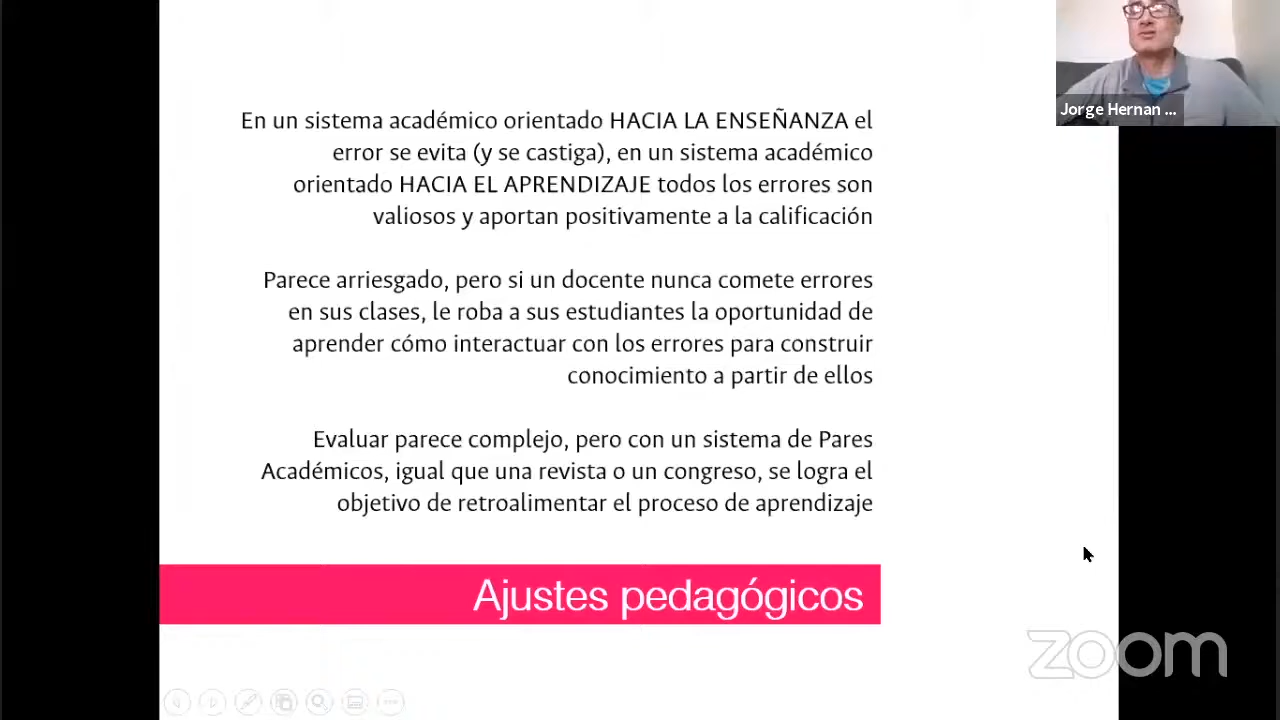 Jorge Hernan ...
En un sistema académico orientado HACIA LA ENSEÑANZA el
error se evita (y se castiga), en un sistema académico
orientado HACIA EL APRENDIZAJE todos los errores son
valiosos y aportan positivamente a la calificación
Parece arriesgado, pero si un docente nunca comete errores
en sus clases, le roba a sus estudiantes la oportunidad de
aprender cómo interactuar con los errores para construir
conocimiento a partir de ellos
Evaluar parece complejo, pero con un sistema de Pares
Académicos, igual que una revista o un congreso, se logra el
objetivo de retroalimentar el proceso de aprendizaje
Ajustes pedagógicos
zoom